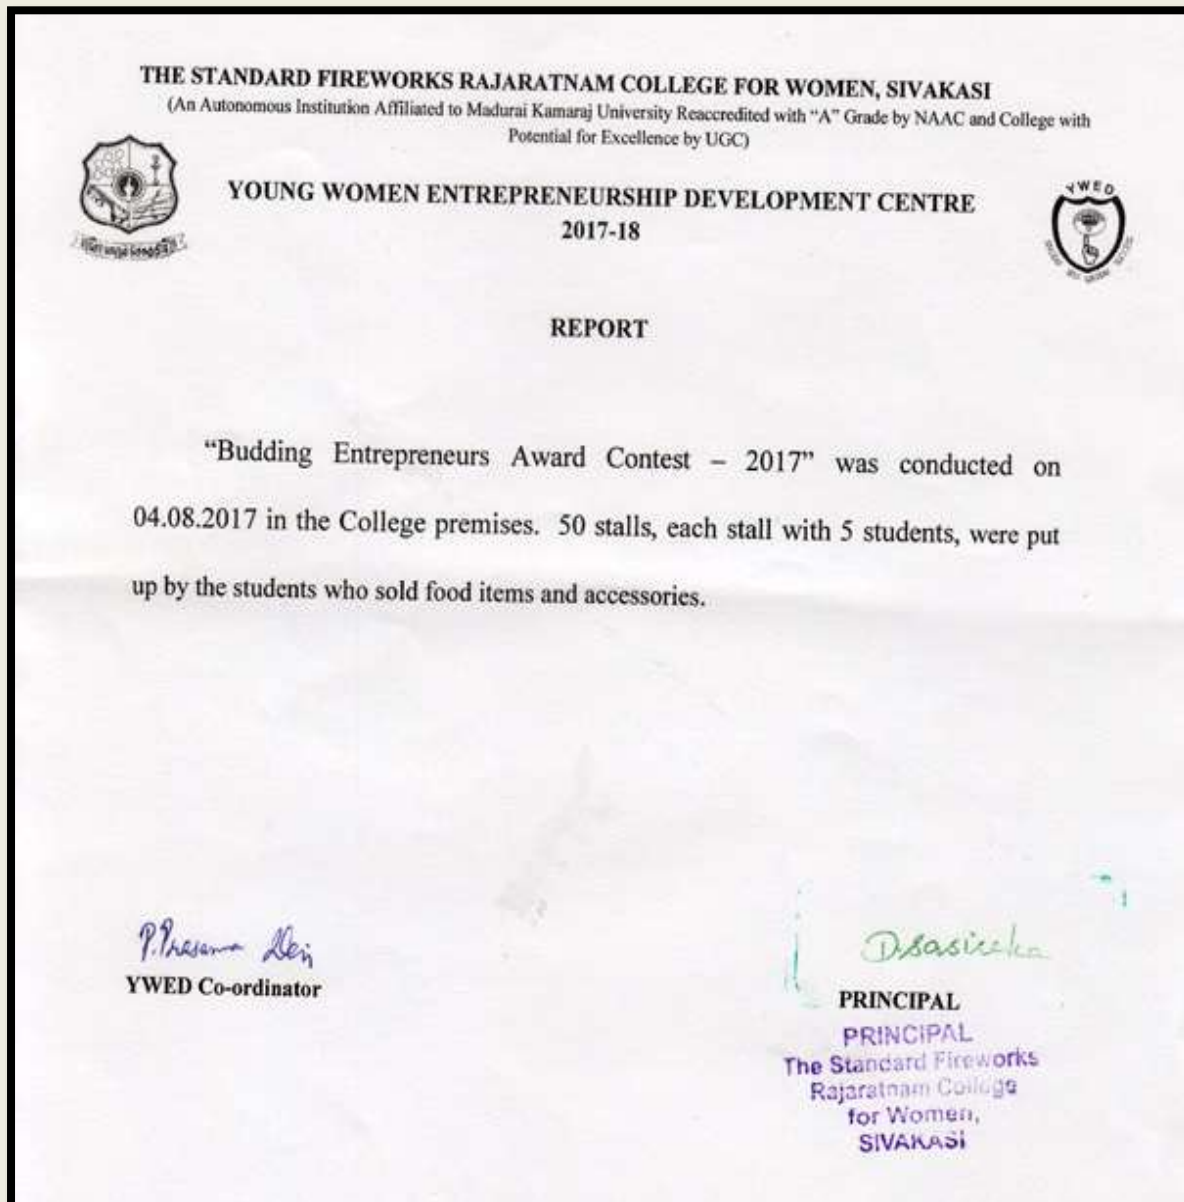 THE STANDARD FIREWORKS RAJARATNAM COLLEGE FOR WOMEN, SIVAKASI
(An Autonomous Institution Affiliated to Madurai Kamaraj University Reaccredited with “A” Grade by NAAC and College with
Potential for Excellence by UGC)
YOUNG WOMEN ENTREPRENEURSHIP DEVELOPMENT CENTRE
2017-18
YWED
REPORT
“Budding Entrepreneurs Award Contest – 2017” was conducted on
04.08.2017 in the College premises. 50 stalls, each stall with 5 students, were put
up by the students who sold food items and accessories.
P. Prasanna Devi
YWED Co-ordinator
D. Sasireka
PRINCIPAL
PRINCIPAL
The Standard Fireworks
Rajaratnam College
for Women,
SIVAKASI